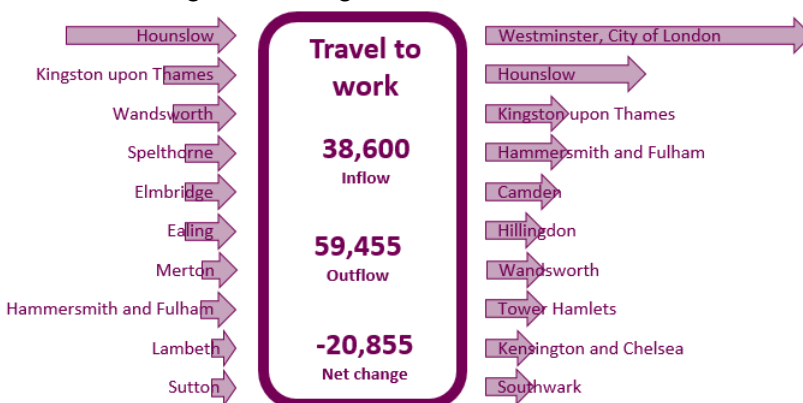 Hounslow
Kingston upon Thames
Wandsworth
Spelthorne
Elmbridge
Ealing
Merton
Hammersmith and Fulham
Lambeth
Sutton
Travel to
work
38,600
Inflow
59,455
Outflow
-20,855
Net change
Westminster, City of London
Hounslow
Kingston upon Thames
Hammersmith and Fulham
Camden
Hillingdon
Wandsworth
Tower Hamlets
Kensington and Chelsea
Southwark